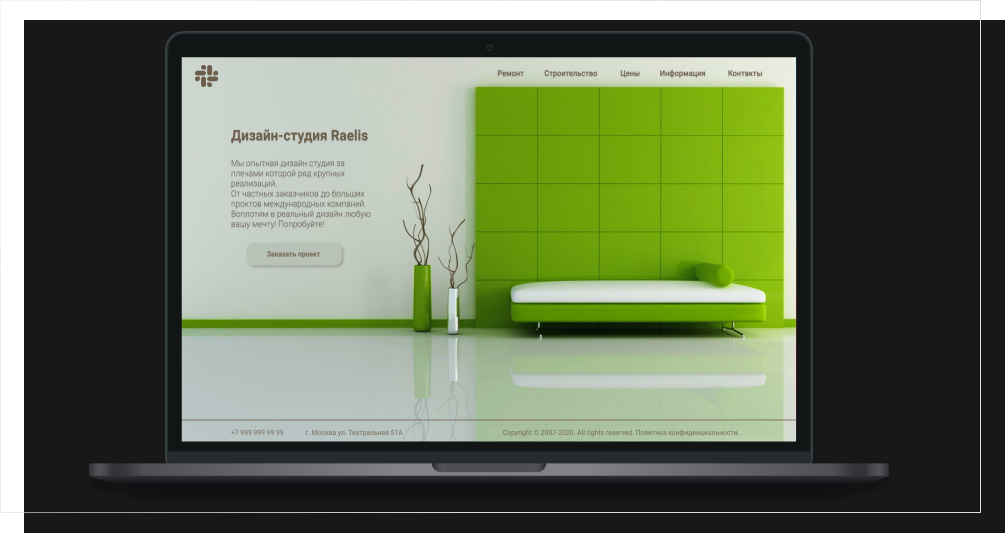 Ремонт Строительство Цены Информация Контакты
Дизайн-студия Raelis
Мы опытная дизайн студия за
плечами которой ряд крупных
реализаций.
От частных заказчиков до больших
проктов международных компаний.
Воплотим в реальный дизайн любую
вашу мечту! Попробуйте!
Заказать проект
+7 999 999 99 99 г. Москва ул. Театральная 51А Copyright © 2007-2020. All rights reserved. Политика конфиденциальности.